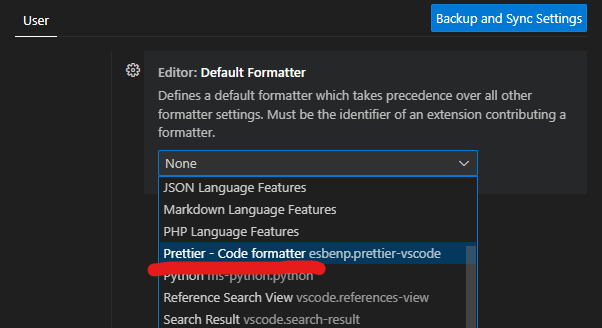 User
Backup and Sync Settings
Editor: Default Formatter
Defines a default formatter which takes precedence over all other
formatter settings. Must be the identifier of an extension contributing a
formatter.
None
JSON Language Features
Markdown Language Features
PHP Language Features
Prettier - Code formatter esbenp.prettier-vscode
Python ms-python.python
Reference Search View vscode.references-view
Search Result vscode.search-result